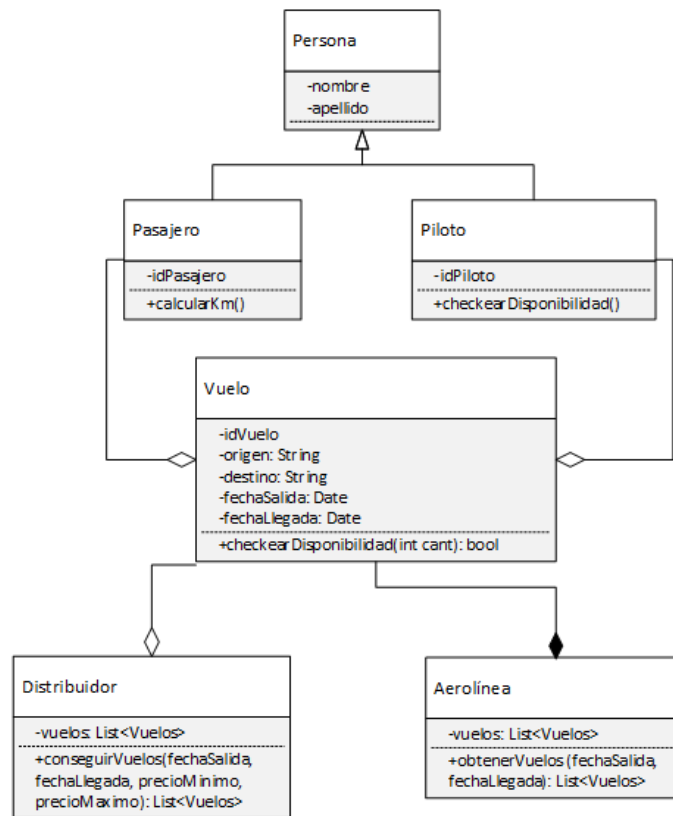 Persona
-nombre
-apellido
Pasajero
-idPasajero
+calcularKm()
Piloto
-idPiloto
+checkearDisponibilidad()
Vuelo
-idVuelo
-origen: String
-destino: String
-fechaSalida: Date
-fechaLlegada: Date
+checkearDisponibilidad(int cant): bool
Distribuidor
-vuelos: List<Vuelos>
+conseguirVuelos(fechaSalida,
fechaLlegada, precioMinimo,
precioMaximo): List<Vuelos>
Aerolínea
-vuelos: List<Vuelos>
+obtenerVuelos (fechaSalida,
fechaLlegada): List<Vuelos>